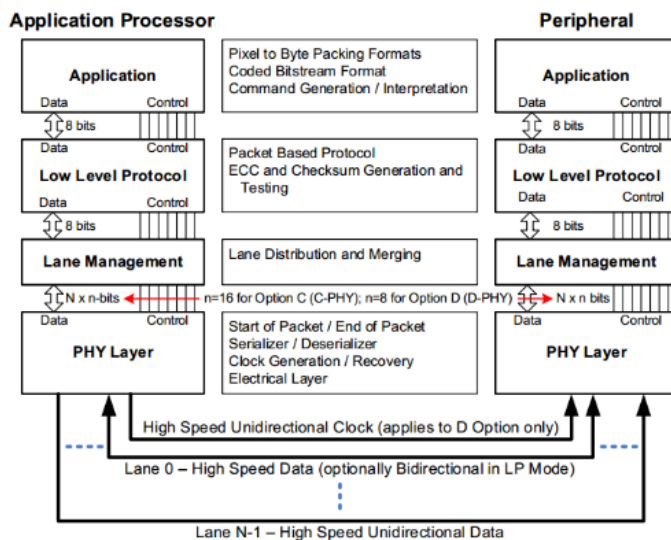 Application Processor
Peripheral
Application
Data
Control
8 bits
Data
Control
Low Level Protocol
Data
Control
8 bits
Lane Management
N x n-bits
Data
Control
PHY Layer
Pixel to Byte Packing Formats
Coded Bitstream Format
Command Generation / Interpretation
Packet Based Protocol
ECC and Checksum Generation and
Testing
Lane Distribution and Merging
n=16 for Option C (C-PHY); n=8 for Option D (D-PHY)
Start of Packet / End of Packet
Serializer / Deserializer
Clock Generation / Recovery
Electrical Layer
Application
Data
Control
8 bits
Data
Control
Low Level Protocol
Data
Control
8 bits
Lane Management
N x n bits
Data
Control
PHY Layer
High Speed Unidirectional Clock (applies to D Option only)
Lane 0 – High Speed Data (optionally Bidirectional in LP Mode)
Lane N-1 – High Speed Unidirectional Data